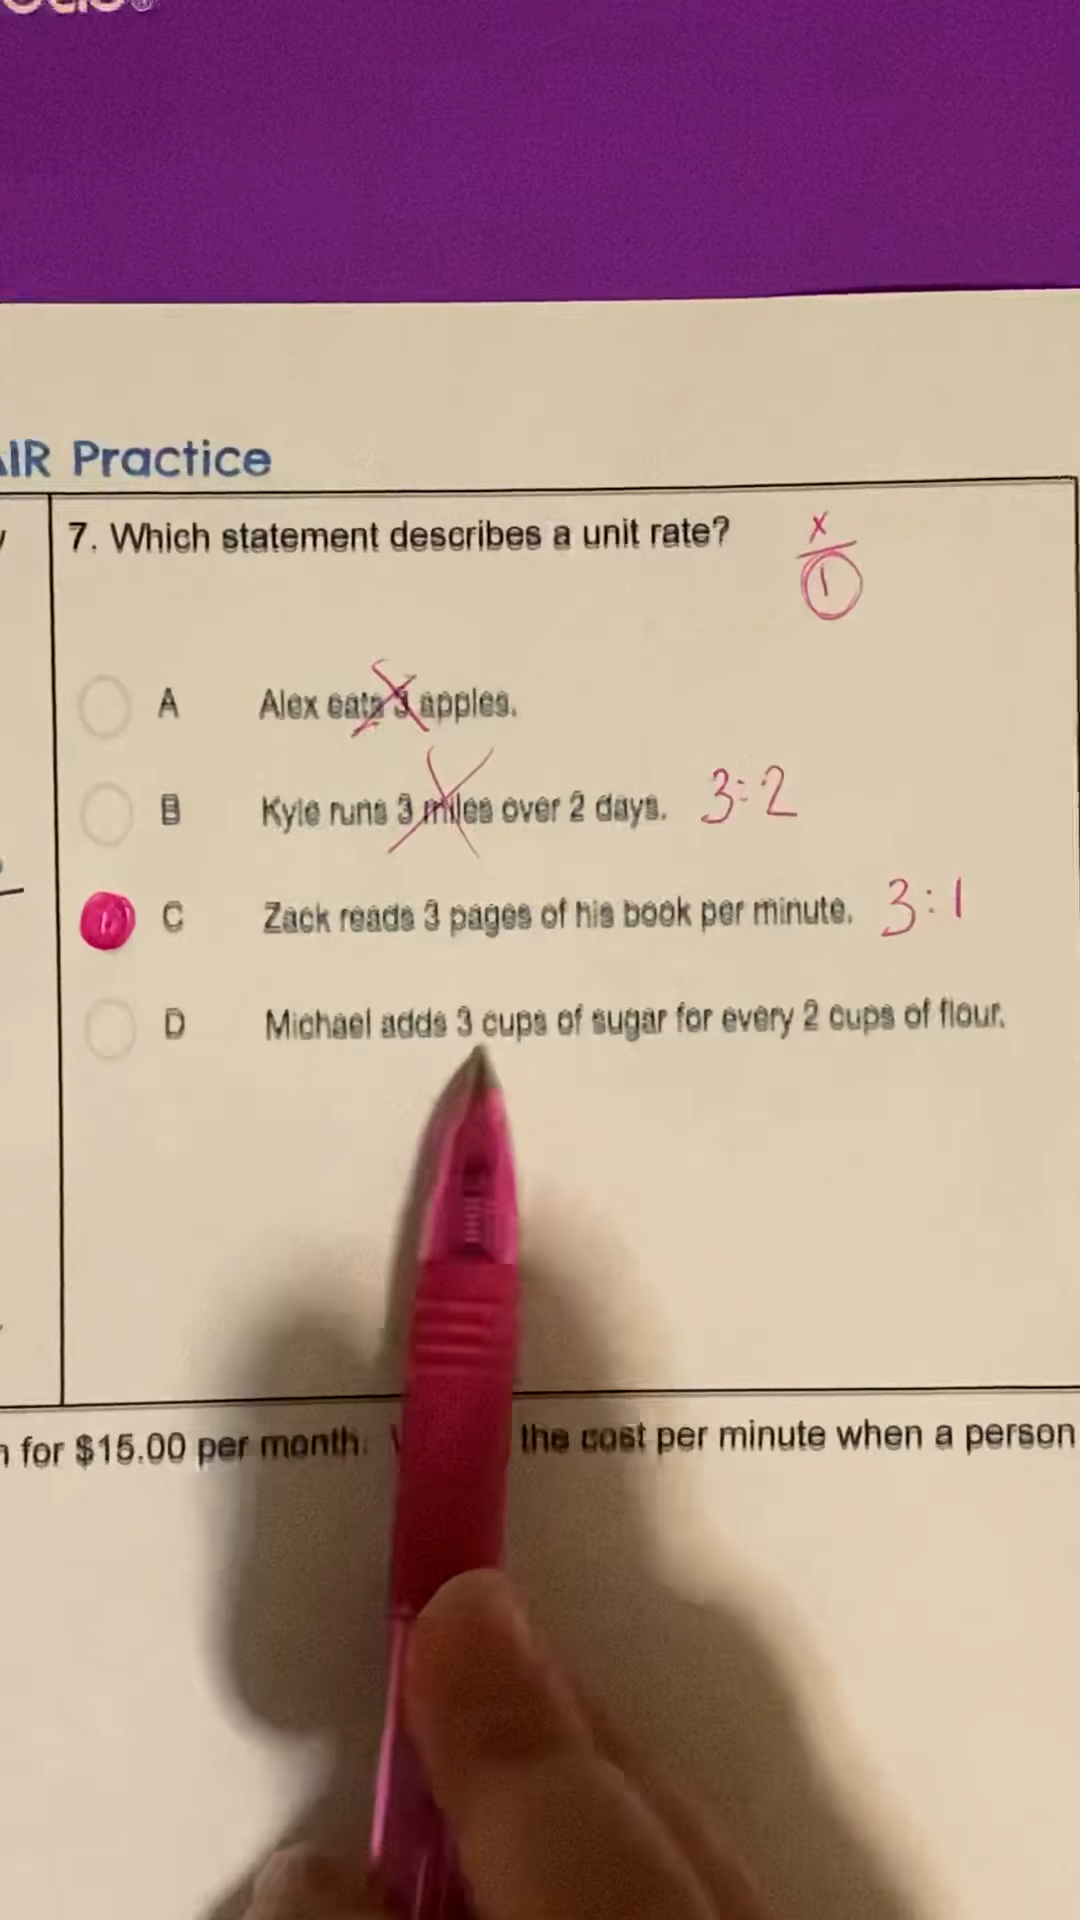 IR Practice
7. Which statement describes a unit rate?
x
1
A Alex eats 3 apples.
B Kyle runs 3 miles over 2 days. 3:2
C Zack reads 3 pages of his book per minute. 3:1
D Michael adds 3 cups of sugar for every 2 cups of flour.
for $15.00 per month. the cost per minute when a person